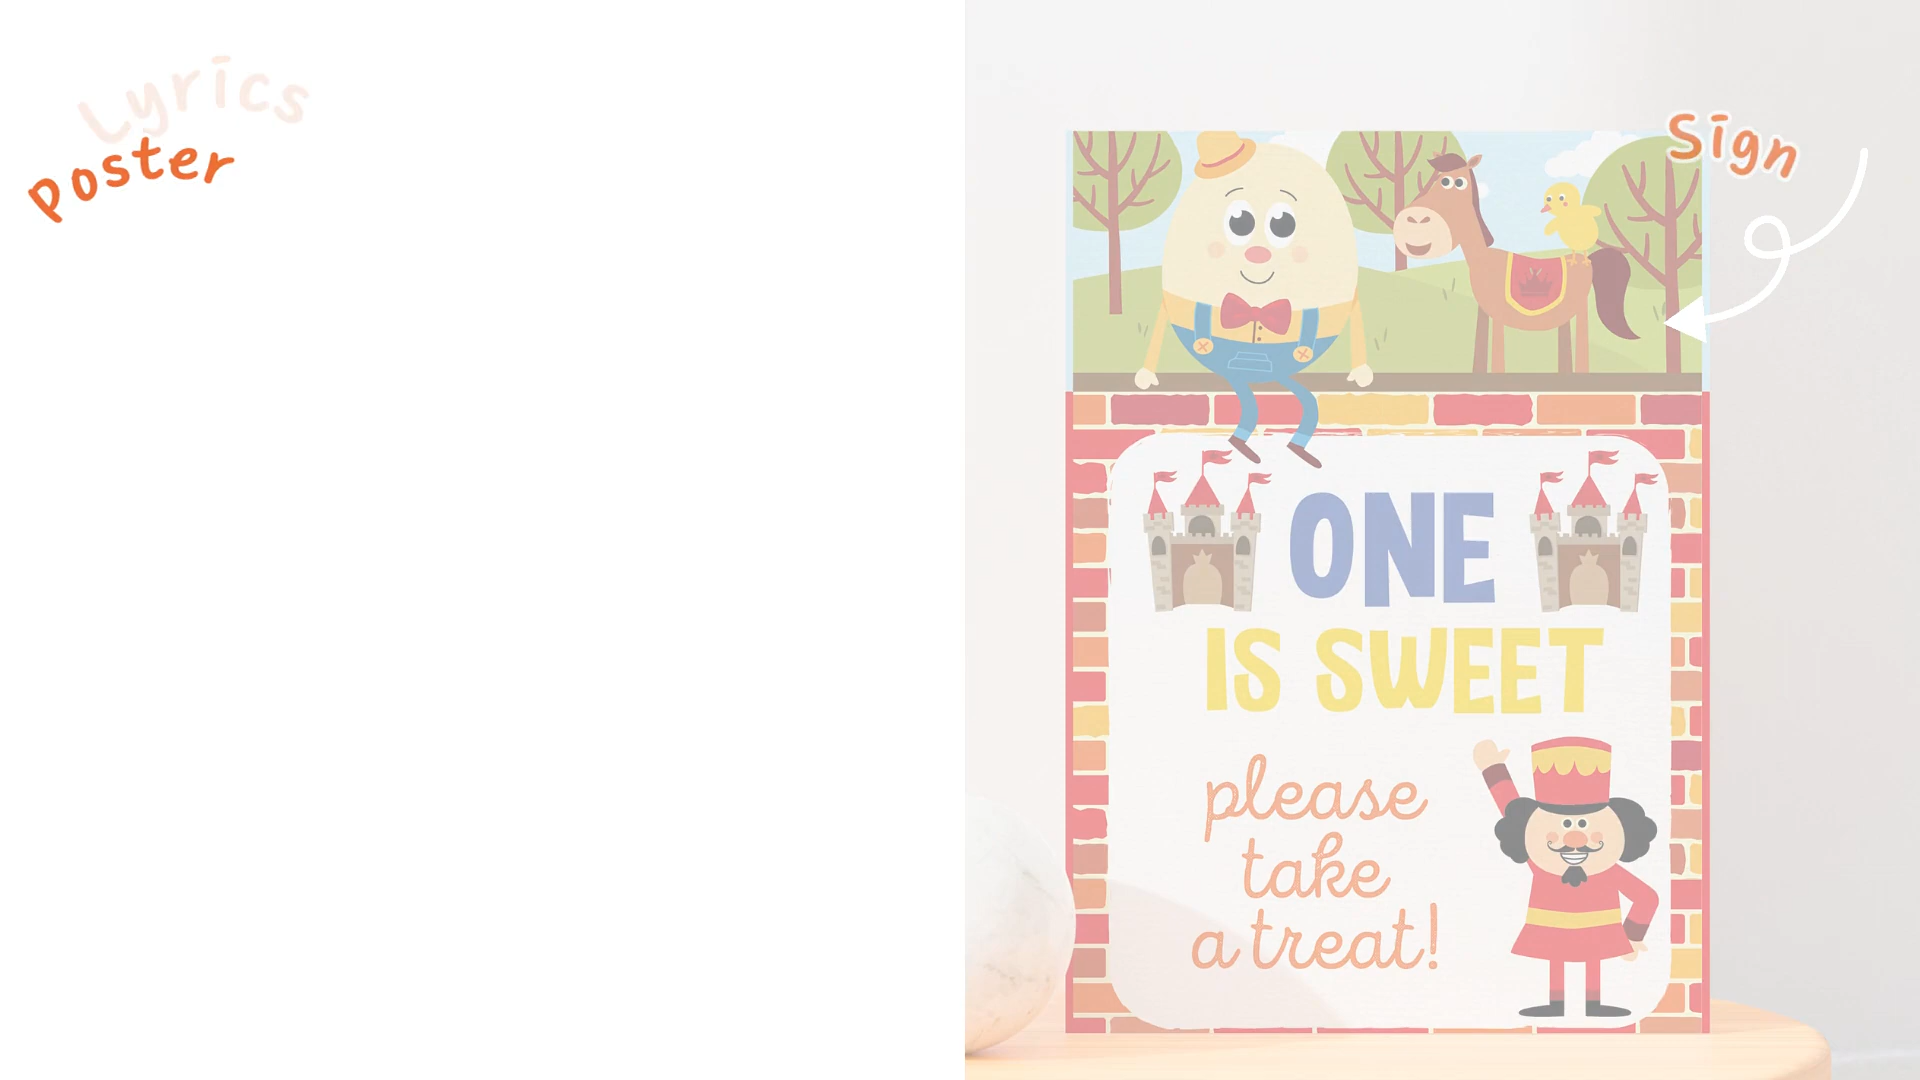 Lyrics
Poster
Sign
ONE
IS SWEET
please
take
a treat!